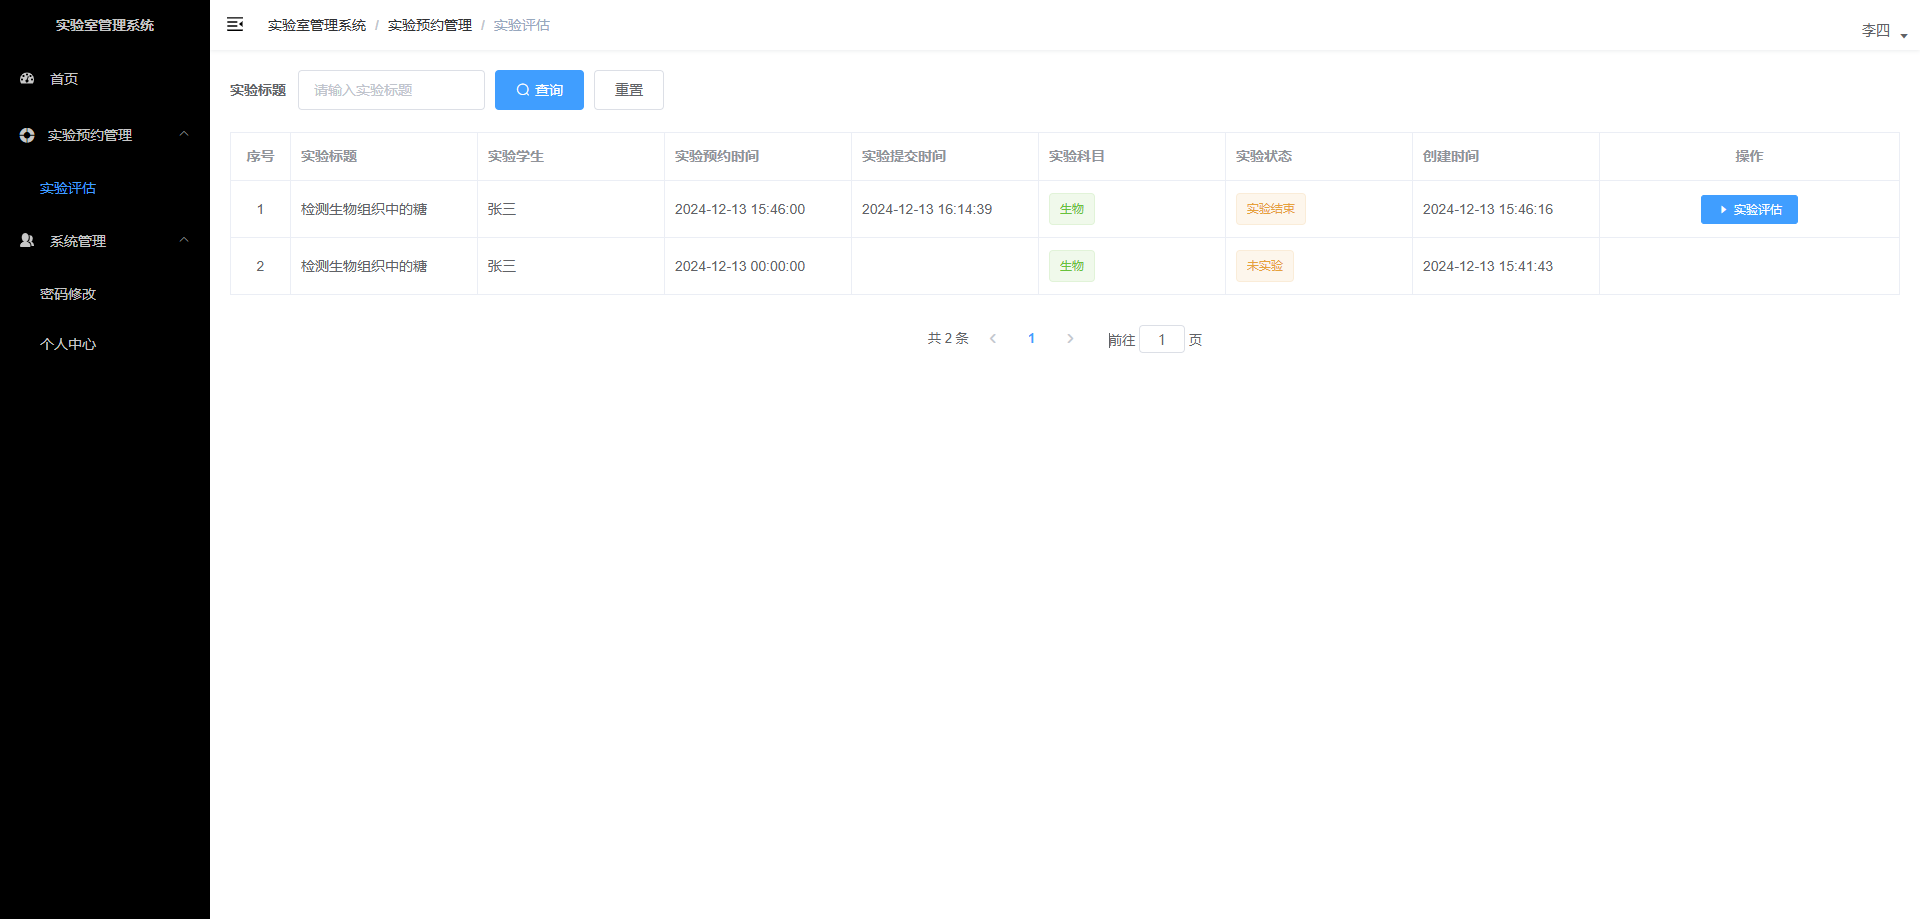 实验室管理系统
首页
实验预约管理
实验评估
系统管理
密码修改
个人中心
实验室管理系统 / 实验预约管理 / 实验评估
李四
实验标题 请输入实验标题 查询 重置
序号 实验标题 实验学生 实验预约时间 实验提交时间 实验科目 实验状态 创建时间 操作
1 检测生物组织中的糖 张三 2024-12-13 15:46:00 2024-12-13 16:14:39 生物 实验结束 2024-12-13 15:46:16 实验评估
2 检测生物组织中的糖 张三 2024-12-13 00:00:00 生物 未实验 2024-12-13 15:41:43
共 2 条 1 前往 1 页